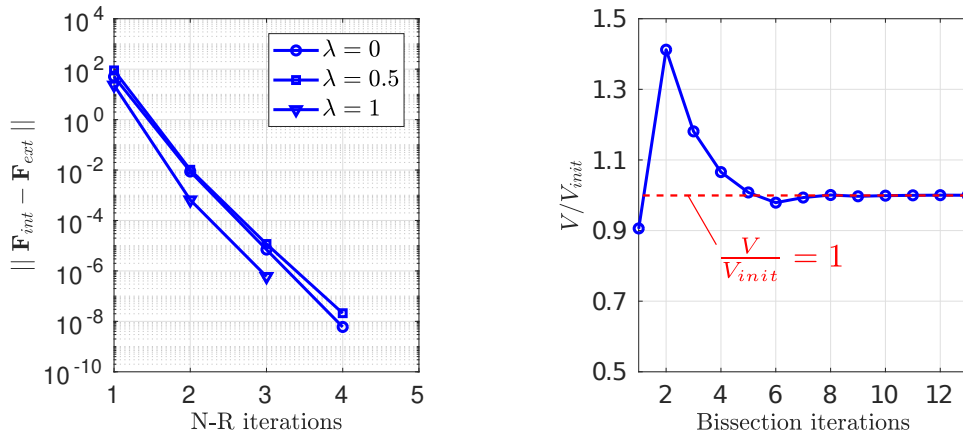 10^4
10^2
10^0
10^-2
10^-4
10^-6
10^-8
10^-10
|| F_int − F_ext ||
λ = 0
λ = 0.5
λ = 1
1 2 3 4 5
N-R iterations
1.5
1.3
1.1
0.9
0.7
0.5
V/V_init
V/V_init = 1
2 4 6 8 10 12
Bissection iterations